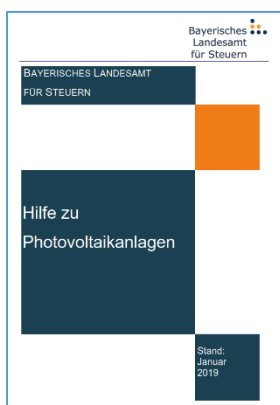 Bayerisches
Landesamt
für Steuern
BAYERISCHES LANDESAMT
FÜR STEUERN
Hilfe zu
Photovoltaikanlagen
Stand:
Januar
2019